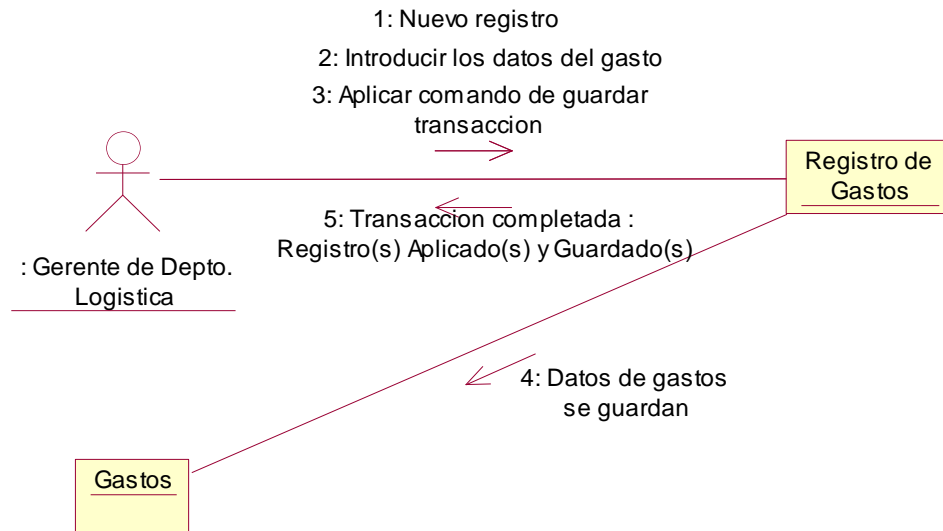 1: Nuevo registro
2: Introducir los datos del gasto
3: Aplicar comando de guardar
transaccion
Registro de
Gastos
5: Transaccion completada :
Registro(s) Aplicado(s) y Guardado(s)
: Gerente de Depto.
Logistica
4: Datos de gastos
se guardan
Gastos